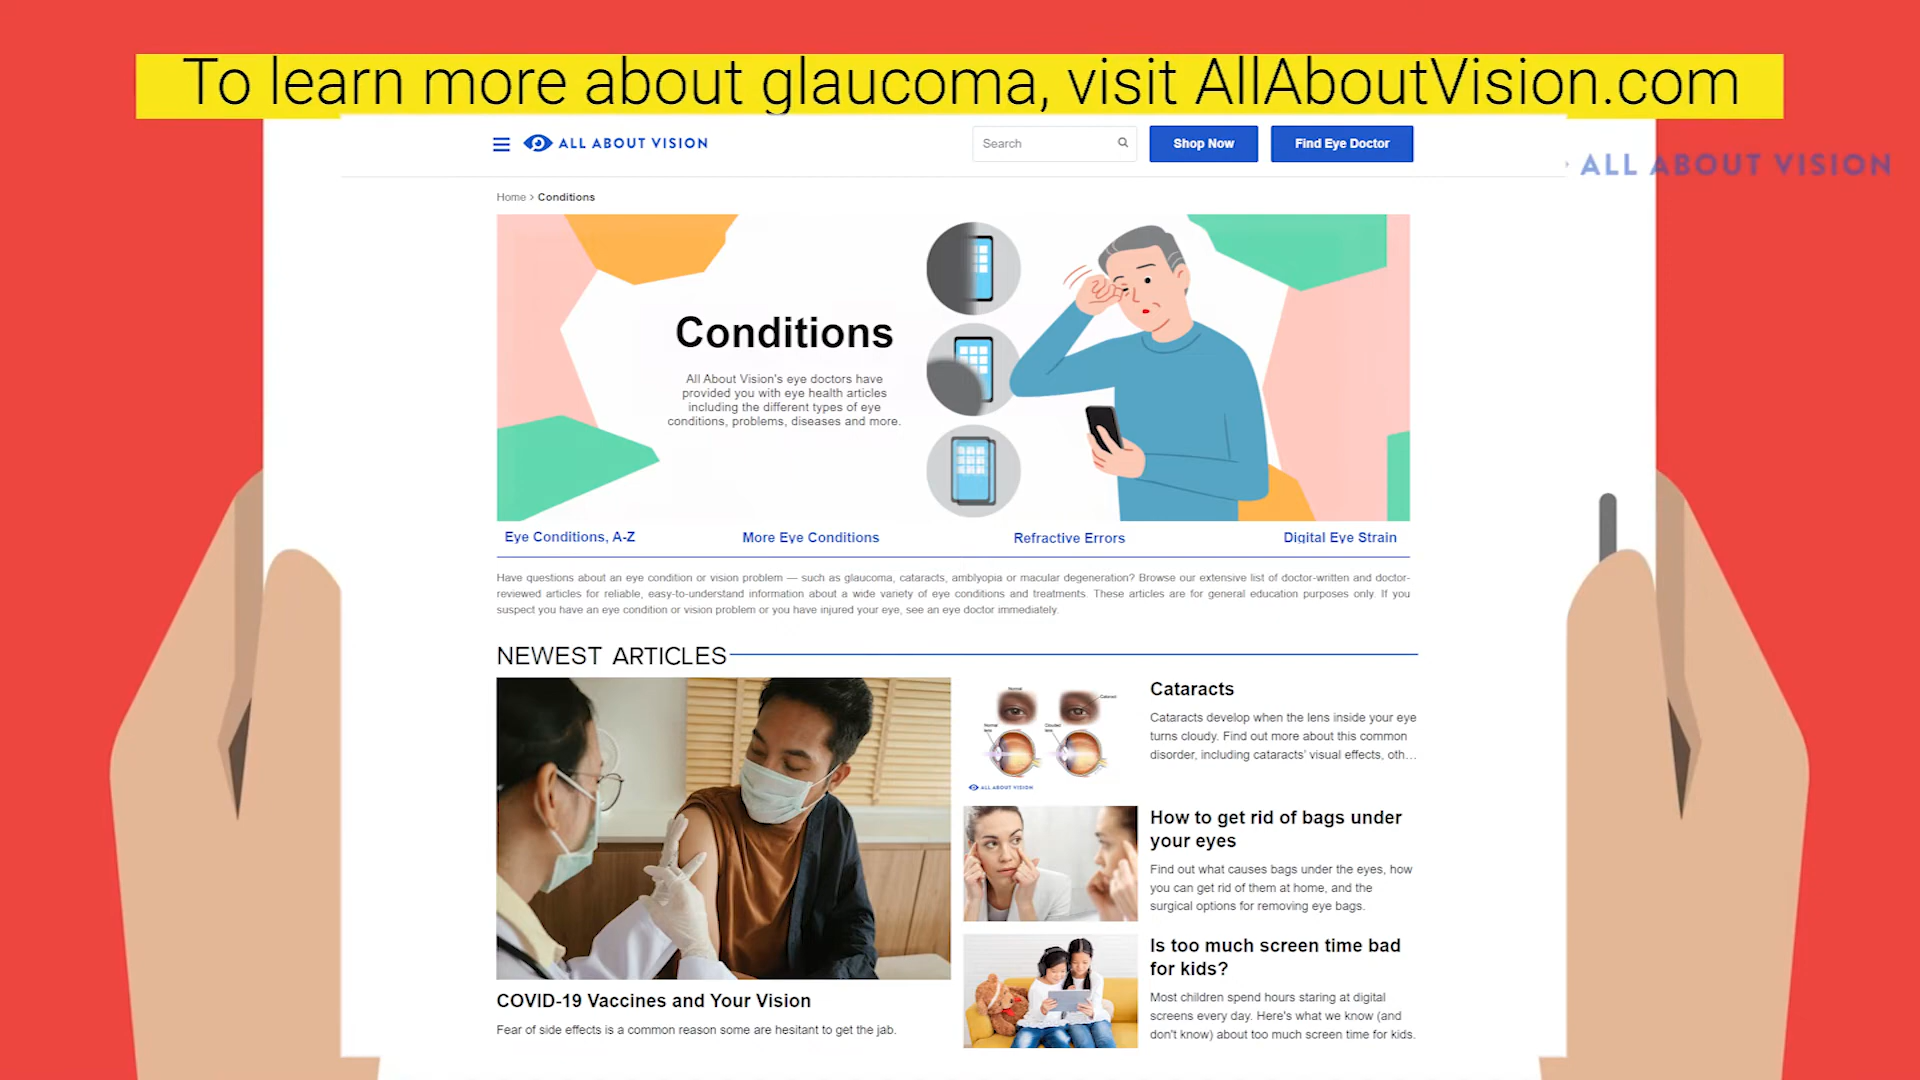 To learn more about glaucoma, visit AllAboutVision.com
ALL ABOUT VISION
Search
Shop Now
Find Eye Doctor
ALL ABOUT VISION
Home > Conditions
Conditions
All About Vision's eye doctors have
provided you with eye health articles
including the different types of eye
conditions, problems, diseases and more.
Eye Conditions, A-Z
More Eye Conditions
Refractive Errors
Digital Eye Strain
Have questions about an eye condition or vision problem — such as glaucoma, cataracts, amblyopia or macular degeneration? Browse our extensive list of doctor-written and doctor-
reviewed articles for reliable, easy-to-understand information about a wide variety of eye conditions and treatments. These articles are for general education purposes only. If you
suspect you have an eye condition or vision problem or you have injured your eye, see an eye doctor immediately.
NEWEST ARTICLES
Normal
Cataract
Normal
lens
Clouded
lens
ALL ABOUT VISION
Cataracts
Cataracts develop when the lens inside your eye
turns cloudy. Find out more about this common
disorder, including cataracts' visual effects, oth...
How to get rid of bags under
your eyes
Find out what causes bags under the eyes, how
you can get rid of them at home, and the
surgical options for removing eye bags.
Is too much screen time bad
for kids?
Most children spend hours staring at digital
screens every day. Here's what we know (and
don't know) about too much screen time for kids.
COVID-19 Vaccines and Your Vision
Fear of side effects is a common reason some are hesitant to get the jab.